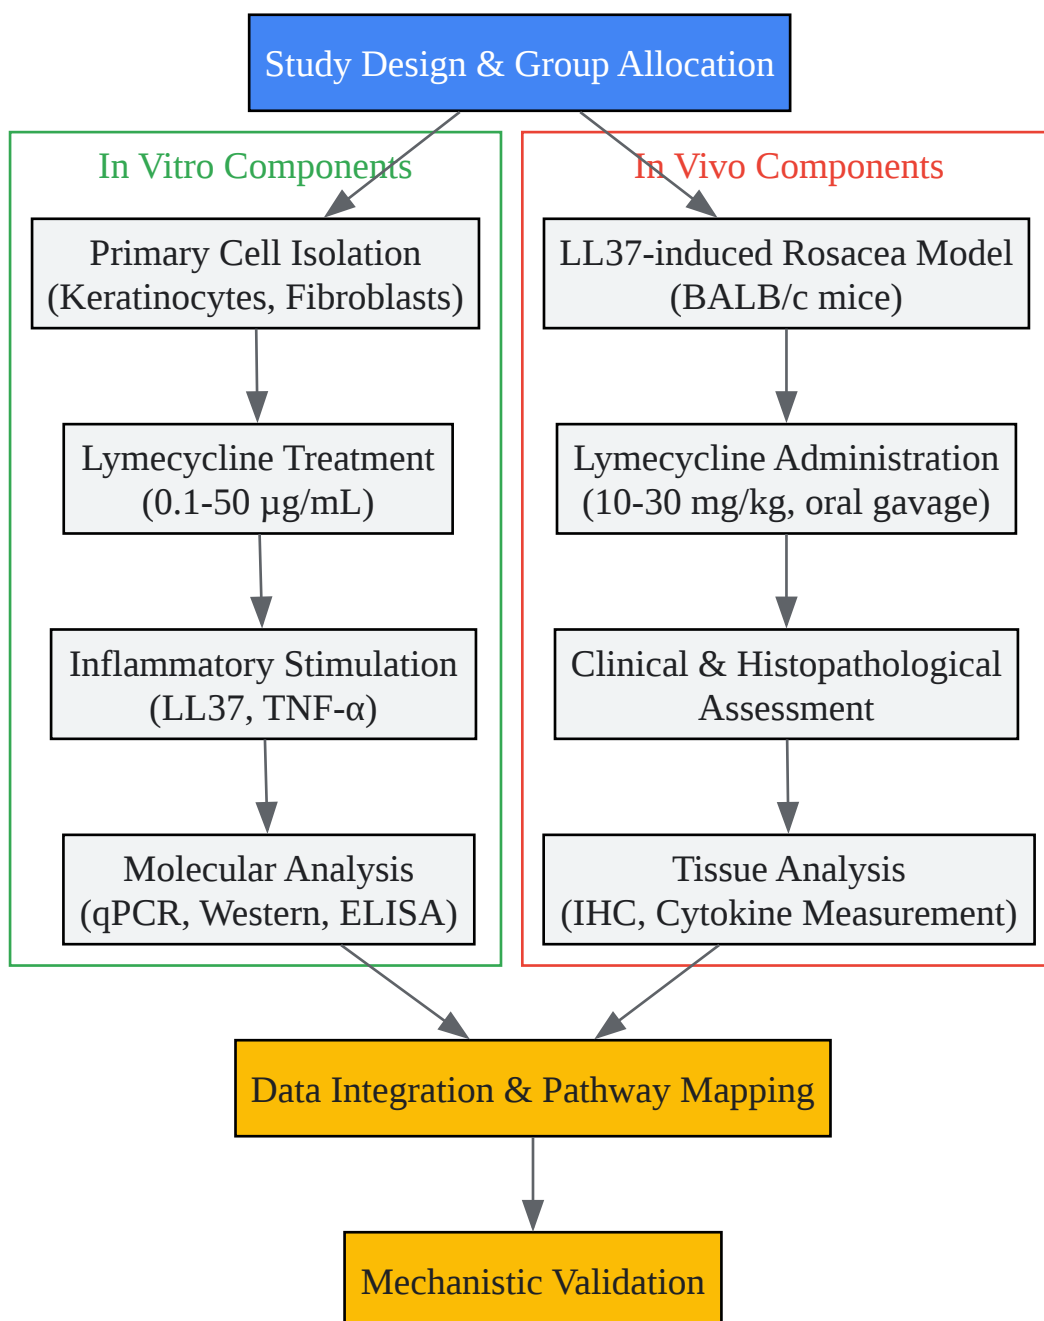 Study Design & Group Allocation
In Vitro Components
Primary Cell Isolation
(Keratinocytes, Fibroblasts)
Lymecycline Treatment
(0.1-50 µg/mL)
Inflammatory Stimulation
(LL37, TNF-α)
Molecular Analysis
(qPCR, Western, ELISA)
In Vivo Components
LL37-induced Rosacea Model
(BALB/c mice)
Lymecycline Administration
(10-30 mg/kg, oral gavage)
Clinical & Histopathological
Assessment
Tissue Analysis
(IHC, Cytokine Measurement)
Data Integration & Pathway Mapping
Mechanistic Validation